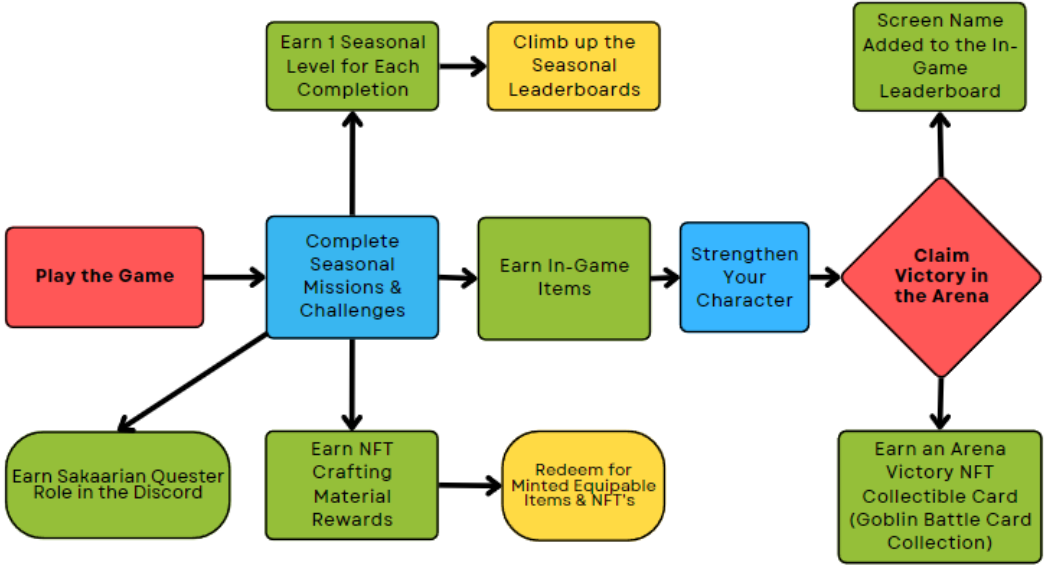 Earn 1 Seasonal
Level for Each
Completion
Climb up the
Seasonal
Leaderboards
Screen Name
Added to the In-
Game
Leaderboard
Play the Game
Complete
Seasonal
Missions &
Challenges
Earn In-Game
Items
Strengthen
Your
Character
Claim
Victory in
the Arena
Earn Sakaarian Quester
Role in the Discord
Earn NFT
Crafting
Material
Rewards
Redeem for
Minted Equipable
Items & NFT's
Earn an Arena
Victory NFT
Collectible Card
(Goblin Battle Card
Collection)